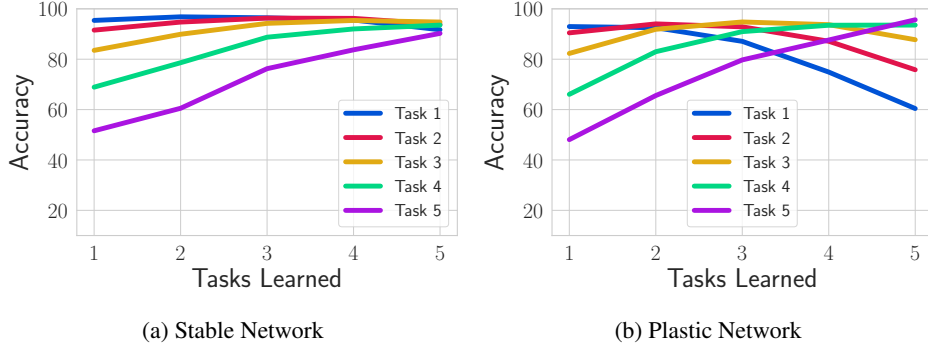 100
80
60
40
20
Accuracy
Task 1
Task 2
Task 3
Task 4
Task 5
1 2 3 4 5
Tasks Learned
(a) Stable Network
100
80
60
40
20
Accuracy
Task 1
Task 2
Task 3
Task 4
Task 5
1 2 3 4 5
Tasks Learned
(b) Plastic Network